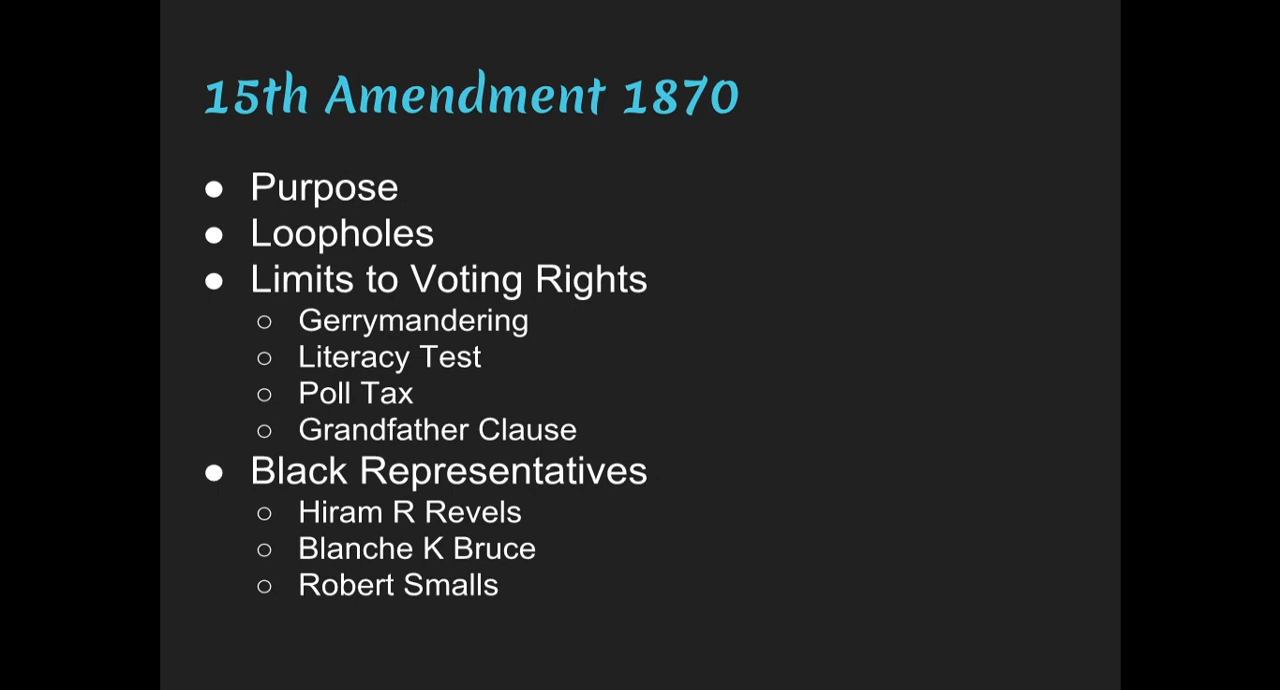 15th Amendment 1870
● Purpose
● Loopholes
● Limits to Voting Rights
○ Gerrymandering
○ Literacy Test
○ Poll Tax
○ Grandfather Clause
● Black Representatives
○ Hiram R Revels
○ Blanche K Bruce
○ Robert Smalls